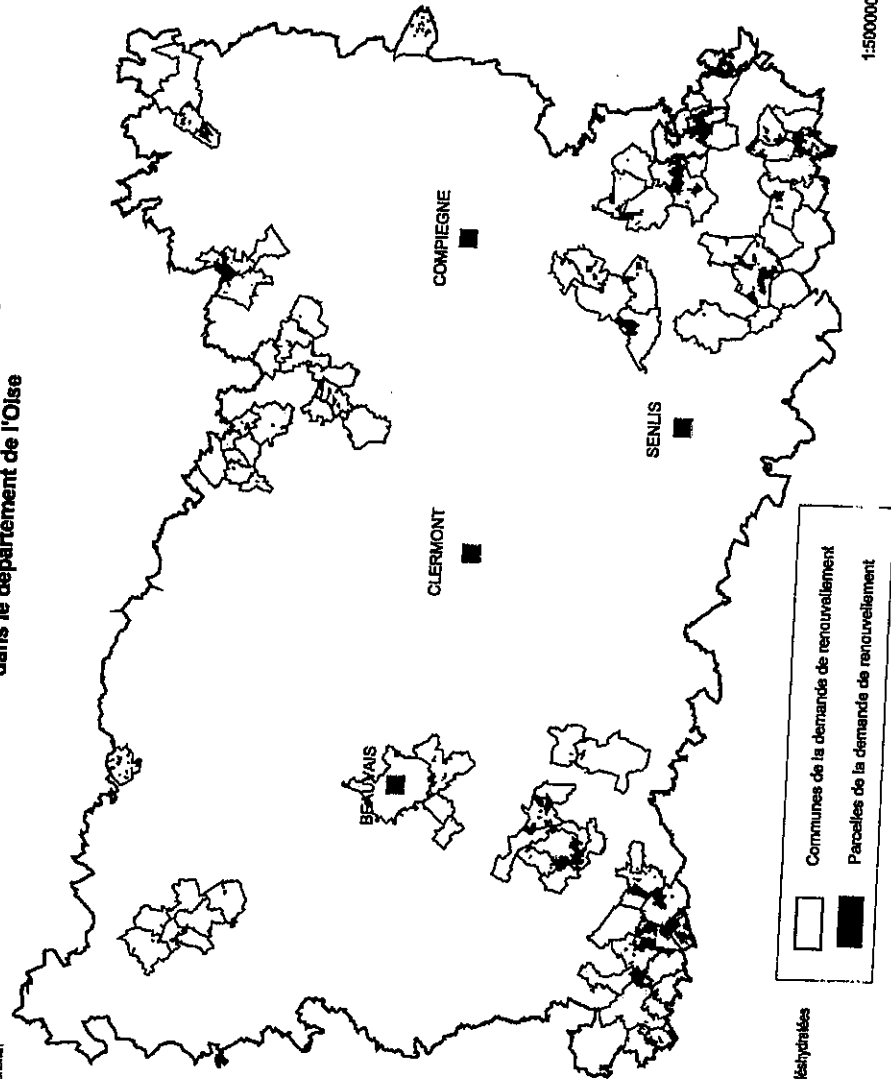 dans le département de l'Oise
COMPIEGNE
CLERMONT
SENLIS
BEAUVAIS
Communes de la demande de renouvellement
Parcelles de la demande de renouvellement
déshydratées
1:500000